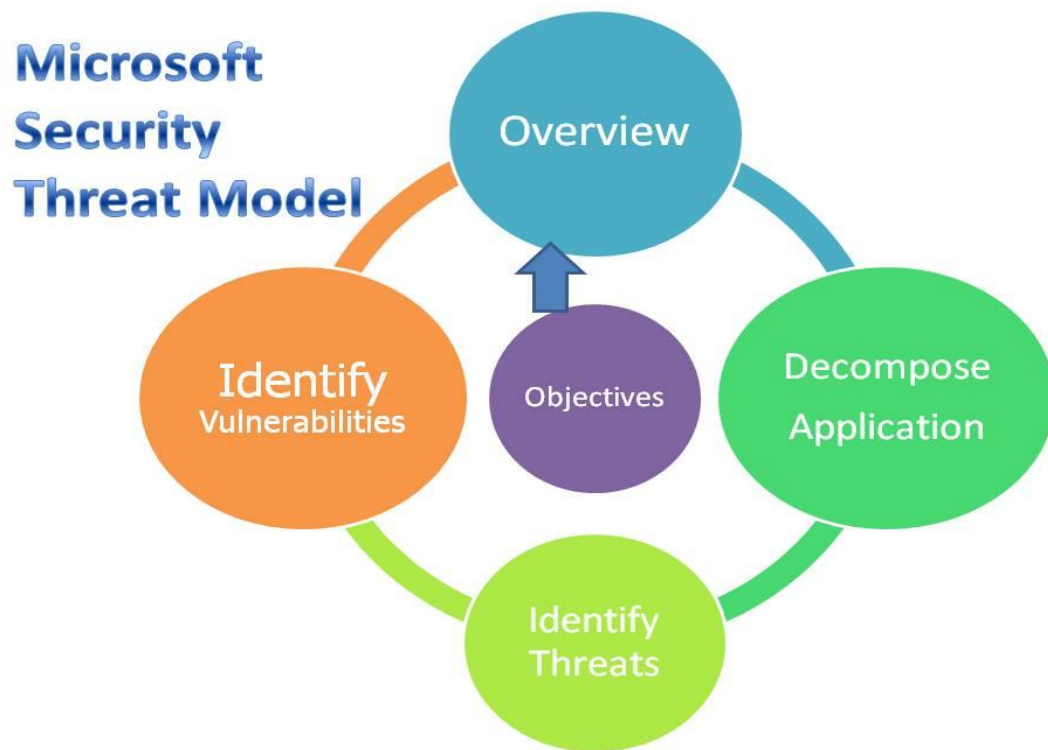 Microsoft
Security
Threat Model
Overview
Decompose
Application
Identify
Threats
Identify
Vulnerabilities
Objectives